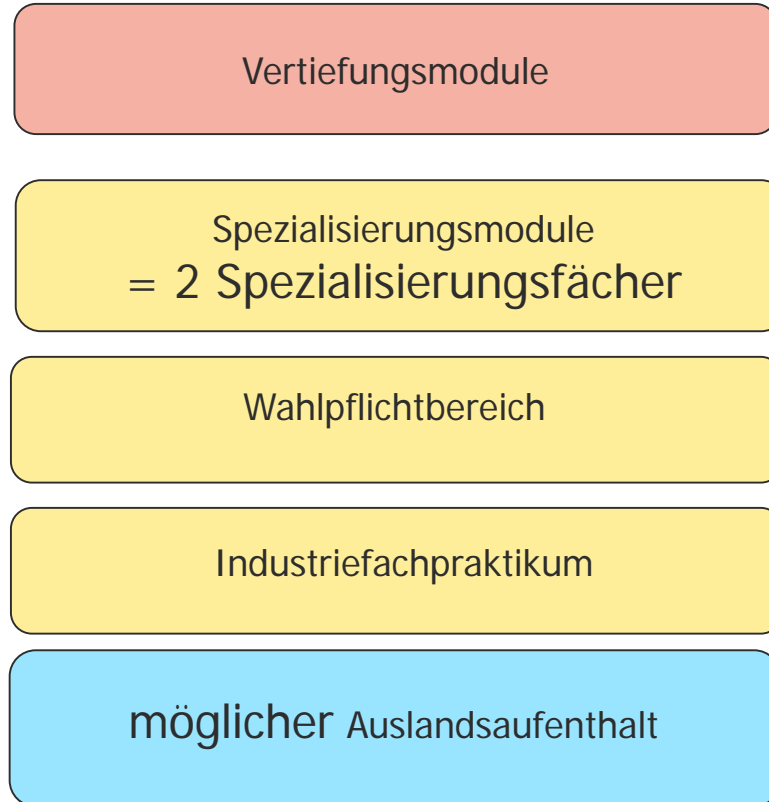 Vertiefungsmodule
Spezialisierungsmodule
= 2 Spezialisierungsfächer
Wahlpflichtbereich
Industriefachpraktikum
möglicher Auslandsaufenthalt